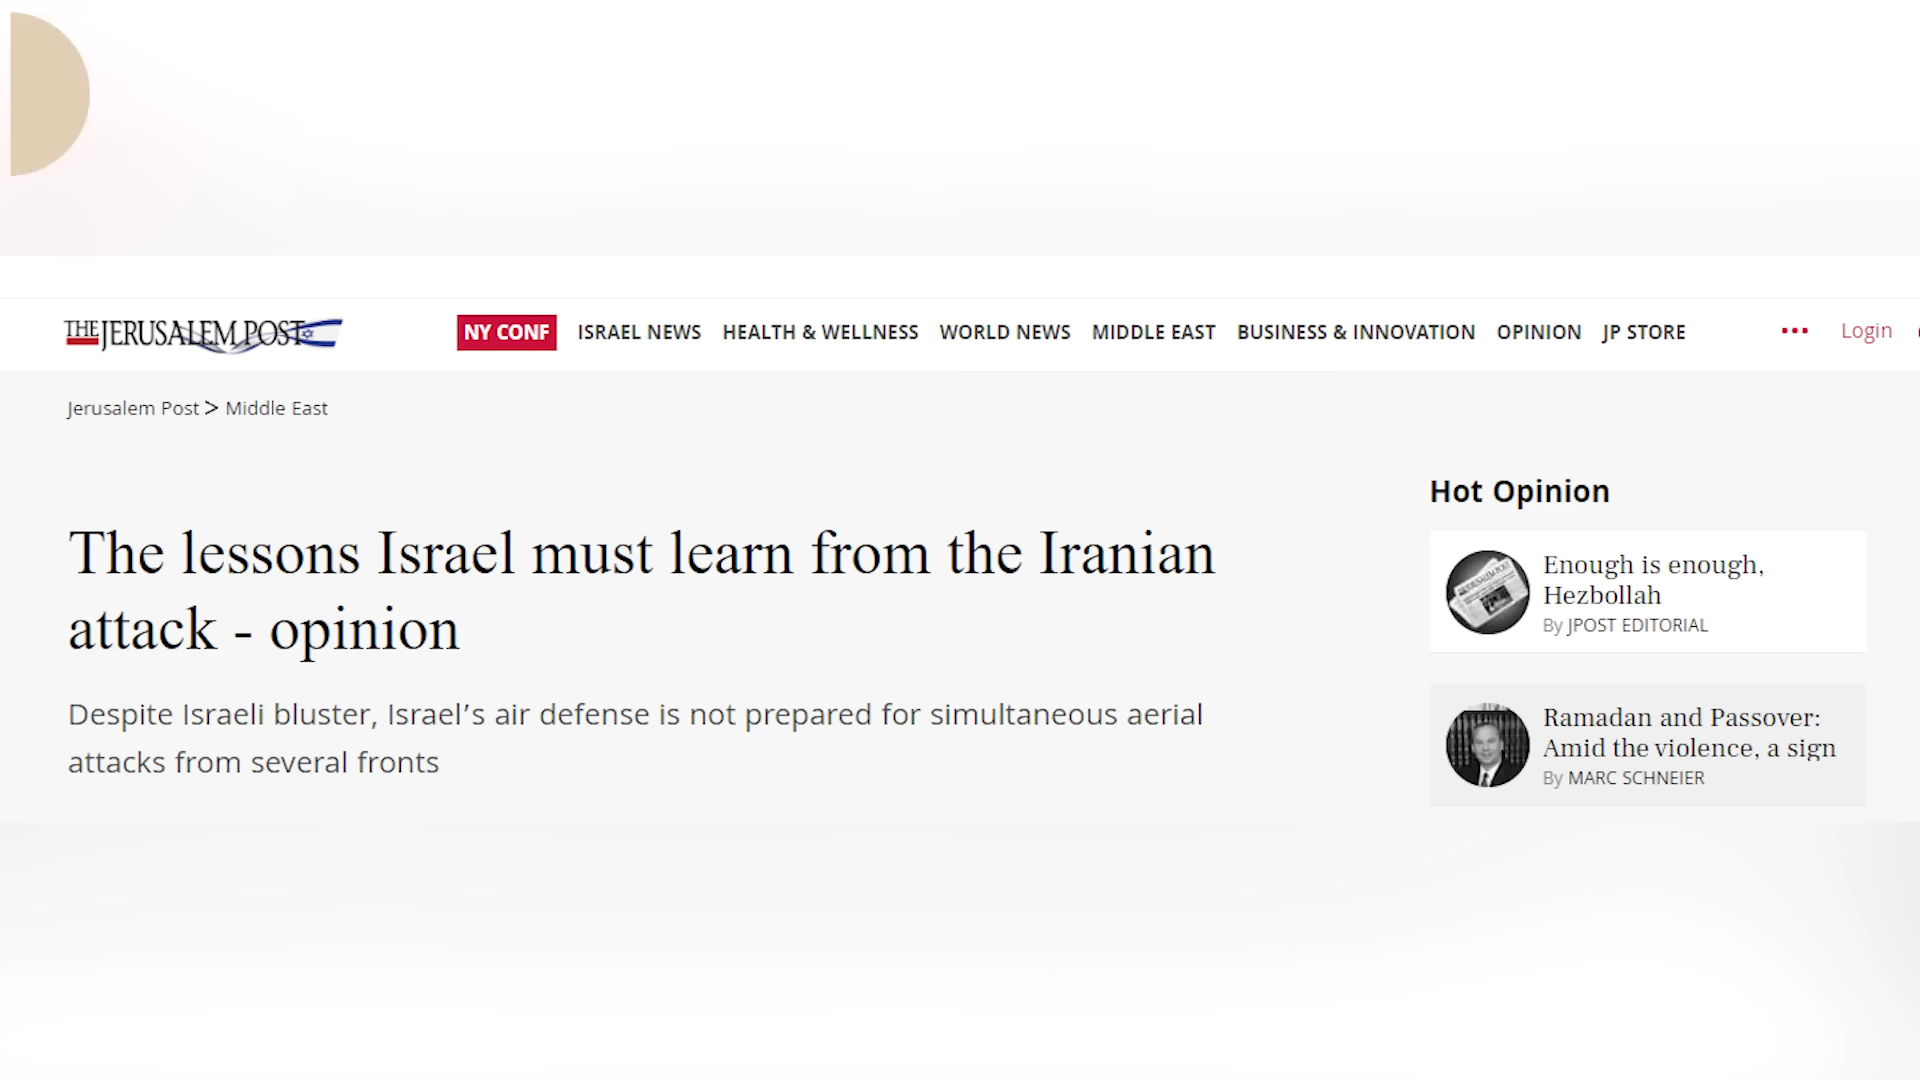 THE JERUSALEM POST
NY CONF ISRAEL NEWS HEALTH & WELLNESS WORLD NEWS MIDDLE EAST BUSINESS & INNOVATION OPINION JP STORE ••• Login
Jerusalem Post > Middle East
The lessons Israel must learn from the Iranian
attack - opinion
Despite Israeli bluster, Israel’s air defense is not prepared for simultaneous aerial
attacks from several fronts
Hot Opinion
Enough is enough,
Hezbollah
By JPOST EDITORIAL
Ramadan and Passover:
Amid the violence, a sign
By MARC SCHNEIER